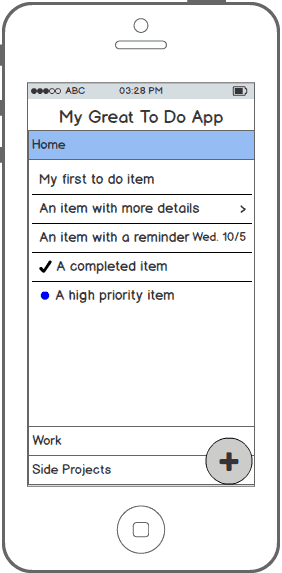 ABC 03:28 PM
My Great To Do App
Home
My first to do item
An item with more details
An item with a reminder Wed. 10/5
A completed item
A high priority item
Work
Side Projects